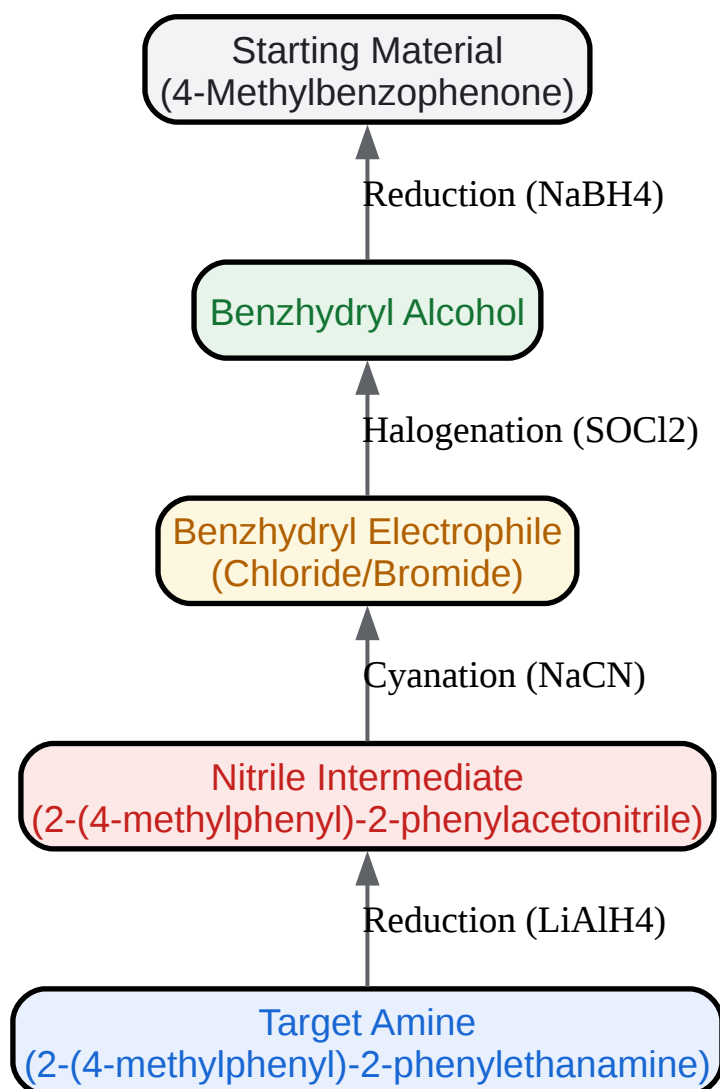 Starting Material
(4-Methylbenzophenone)
Reduction (NaBH4)
Benzhydryl Alcohol
Halogenation (SOCl2)
Benzhydryl Electrophile
(Chloride/Bromide)
Cyanation (NaCN)
Nitrile Intermediate
(2-(4-methylphenyl)-2-phenylacetonitrile)
Reduction (LiAlH4)
Target Amine
(2-(4-methylphenyl)-2-phenylethanamine)